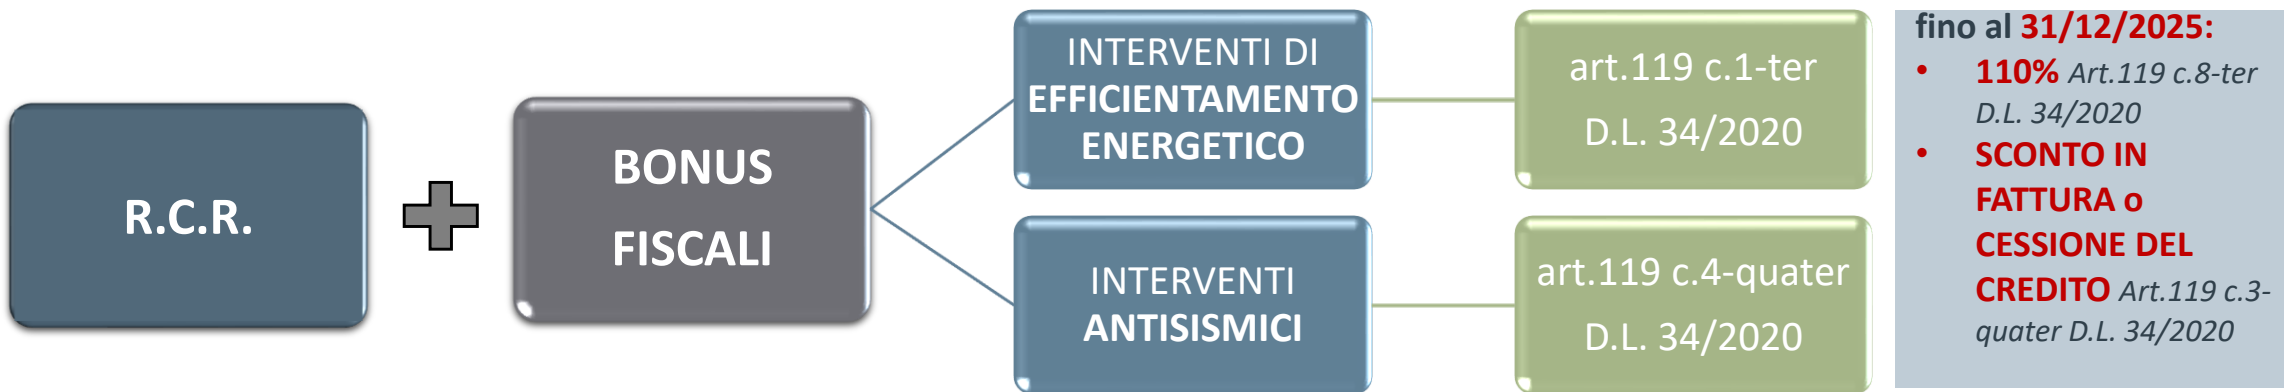 R.C.R.
BONUS
FISCALI
INTERVENTI DI
EFFICIENTAMENTO
ENERGETICO
INTERVENTI
ANTISISMICI
art.119 c.1-ter
D.L. 34/2020
art.119 c.4-quater
D.L. 34/2020
fino al 31/12/2025:
• 110% Art.119 c.8-ter
D.L. 34/2020
• SCONTO IN
FATTURA o
CESSIONE DEL
CREDITO Art.119 c.3-
quater D.L. 34/2020